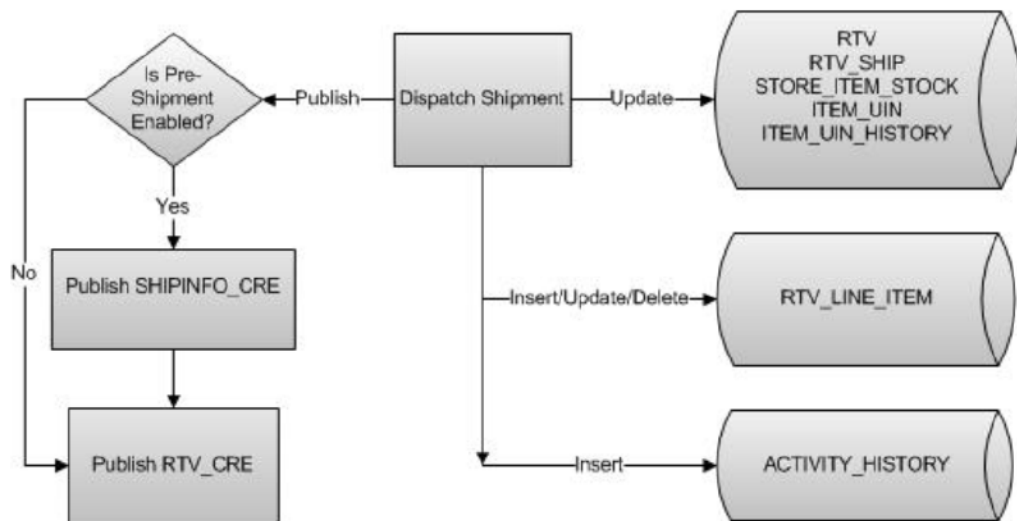 Is Pre-
Shipment
Enabled?
Publish
Dispatch Shipment
Update
RTV
RTV_SHIP
STORE_ITEM_STOCK
ITEM_UIN
ITEM_UIN_HISTORY
Yes
No
Publish SHIPINFO_CRE
Insert/Update/Delete
RTV_LINE_ITEM
Publish RTV_CRE
Insert
ACTIVITY_HISTORY